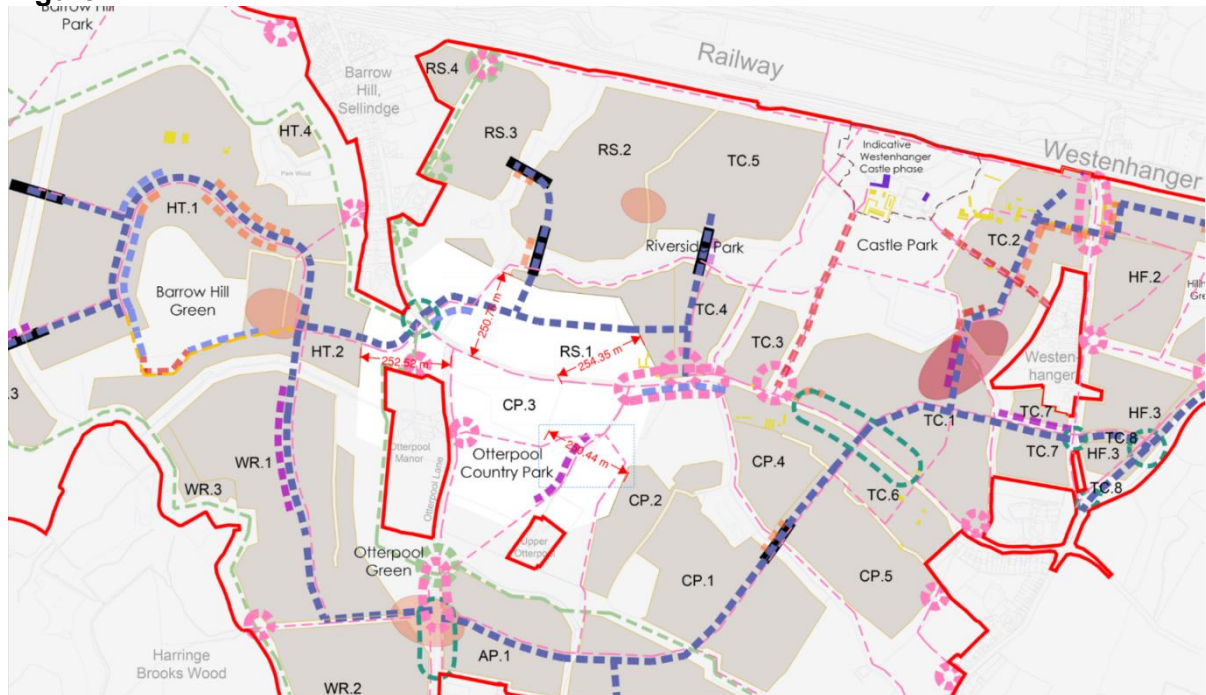 Barrow Hill
Park
Railway
Barrow
Hill,
Sellindge
RS.4
RS.3
RS.2
TC.5
Indicative
Westenhanger
Castle phase
Westenhanger
HT.4
HT.1
Riverside Park
Castle Park
TC.2
HF.2
Barrow Hill
Green
250.7
TC.4
TC.3
HT.2
252.52 m
RS.1
254.35 m
Westen-
hanger
.3
CP.3
TC.1
TC.7
HF.3
TC.8
TC.7
HF.3
Otterpool
Manor
Otterpool Lane
Otterpool
Country Park
WR.1
WR.3
CP.4
TC.6
TC.8
CP.2
Upper
Otterpool
Otterpool
Green
CP.1
CP.5
Harringe
Brooks Wood
AP.1
WR.2